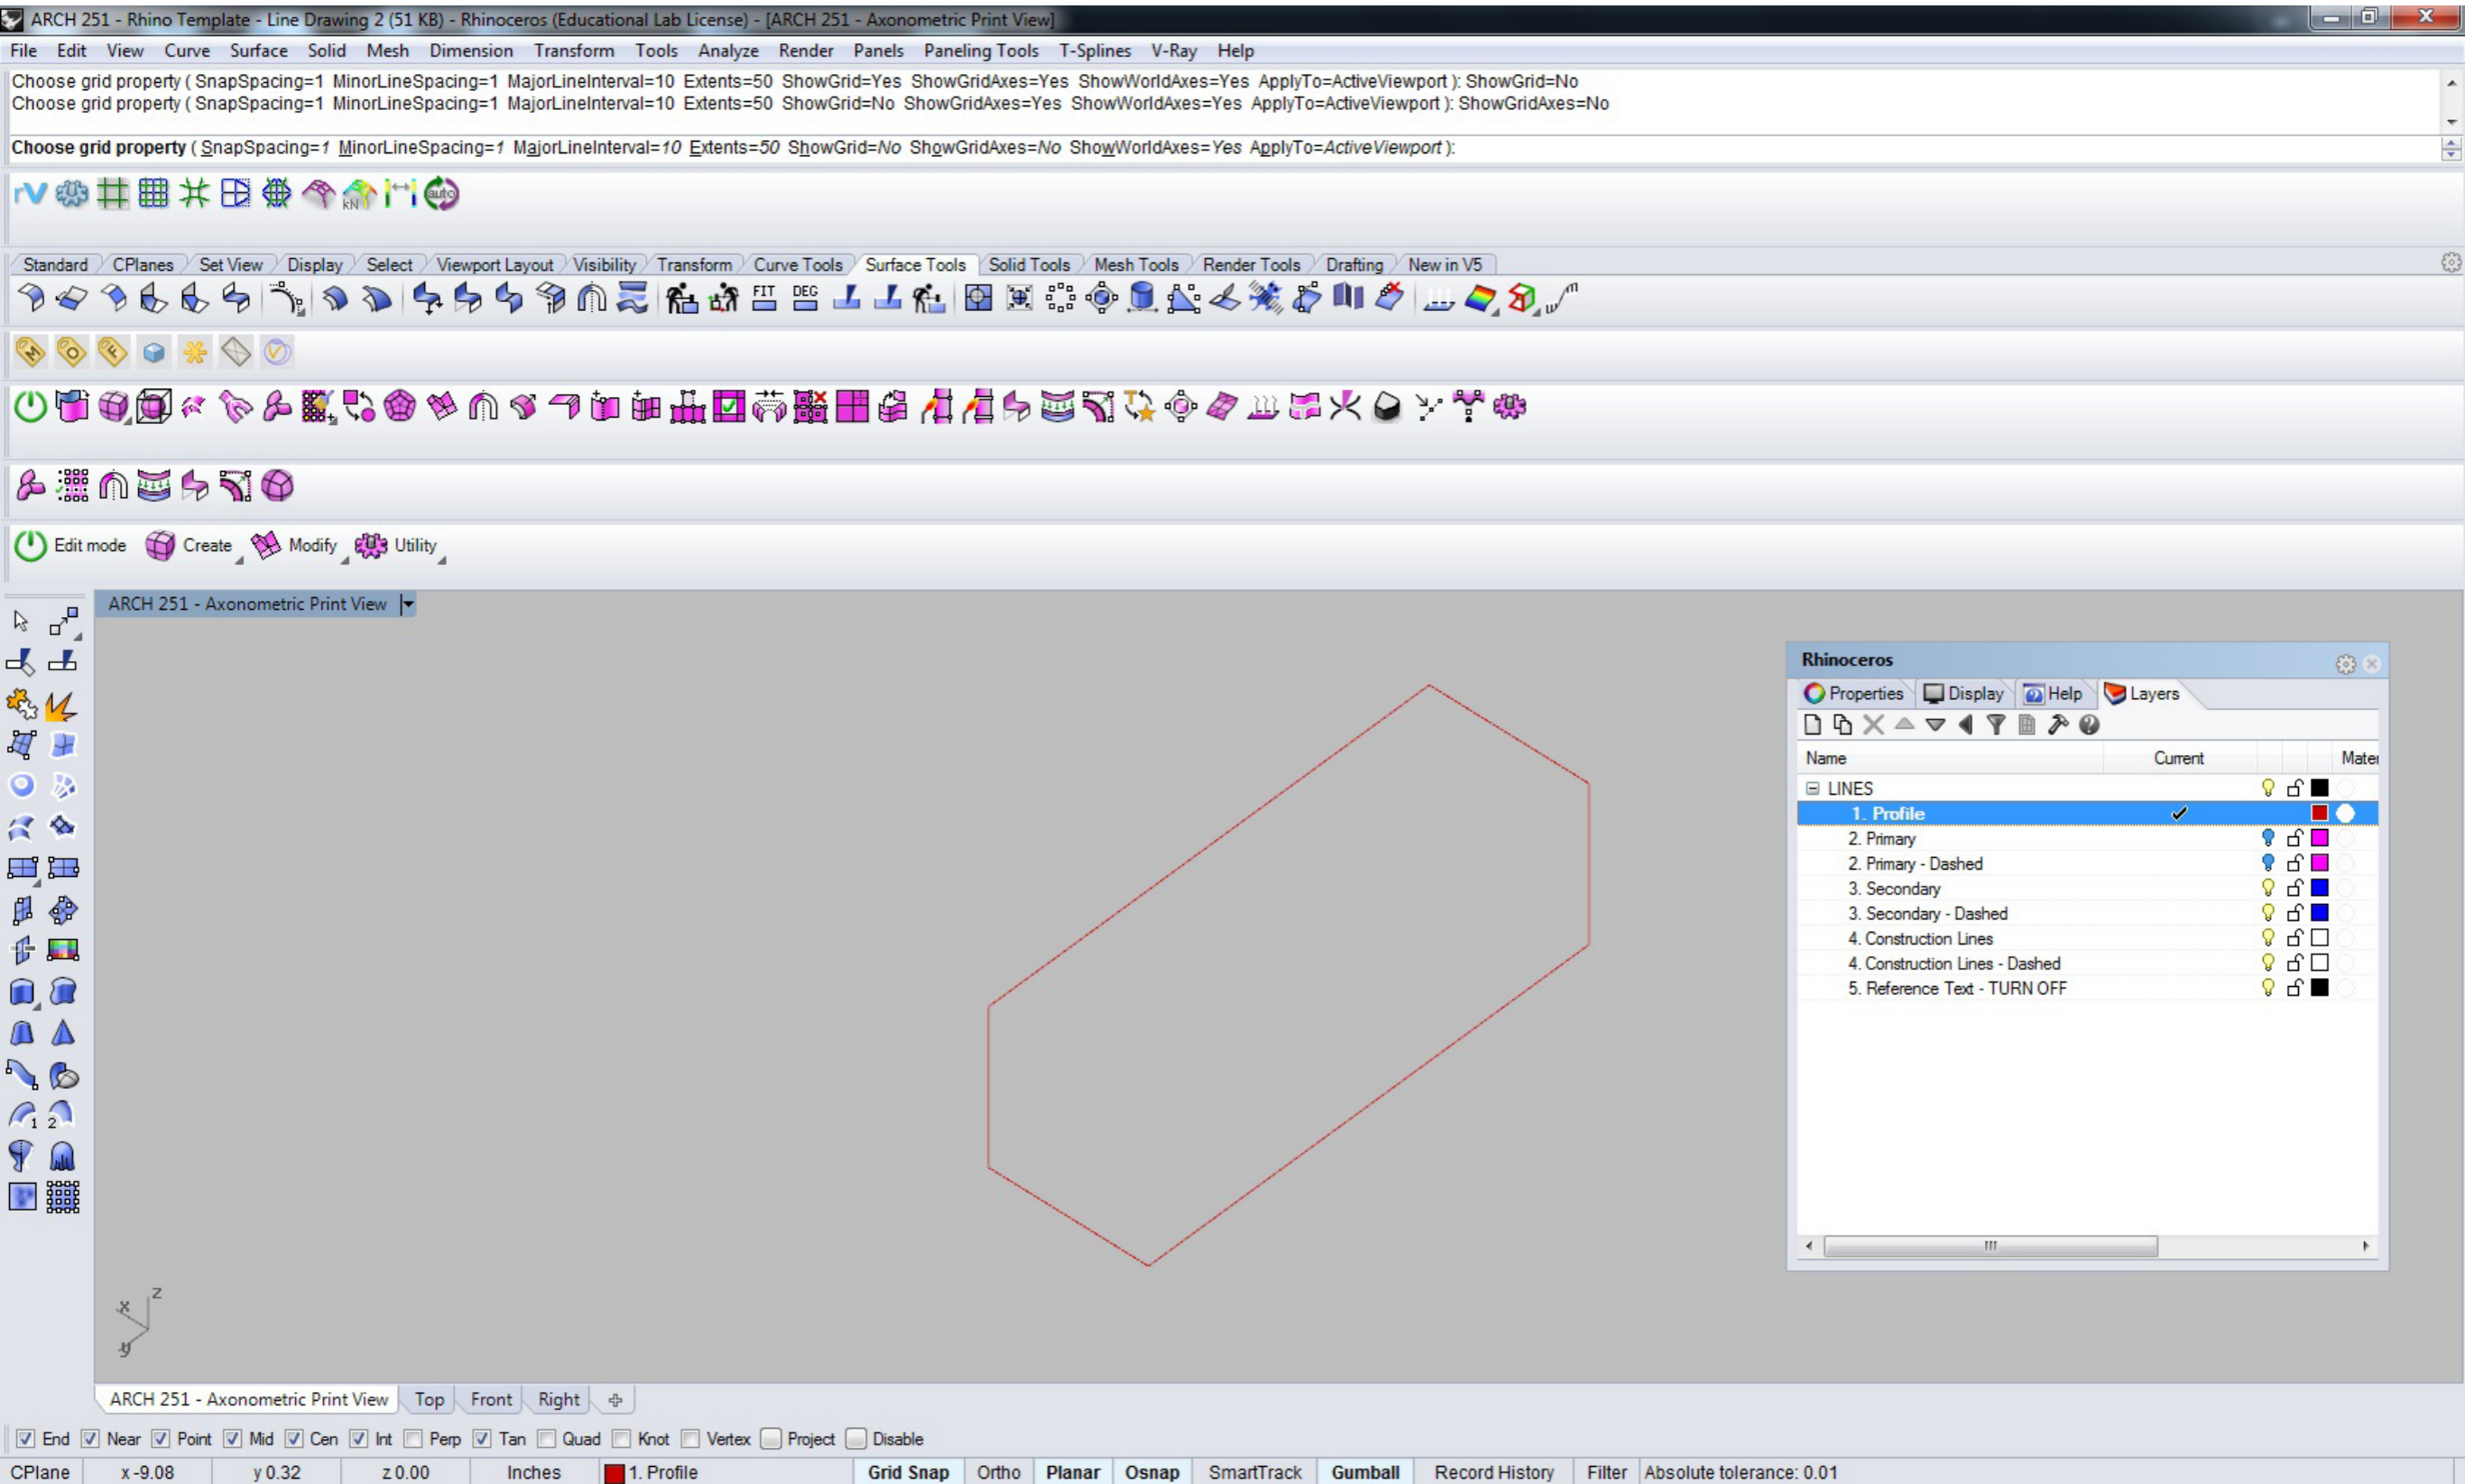 ARCH 251 - Rhino Template - Line Drawing 2 (51 KB) - Rhinoceros (Educational Lab License) - [ARCH 251 - Axonometric Print View]
File Edit View Curve Surface Solid Mesh Dimension Transform Tools Analyze Render Panels Paneling Tools T-Splines V-Ray Help
Choose grid property ( SnapSpacing=1 MinorLineSpacing=1 MajorLineInterval=10 Extents=50 ShowGrid=Yes ShowGridAxes=Yes ShowWorldAxes=Yes ApplyTo=ActiveViewport ): ShowGrid=No
Choose grid property ( SnapSpacing=1 MinorLineSpacing=1 MajorLineInterval=10 Extents=50 ShowGrid=No ShowGridAxes=Yes ShowWorldAxes=Yes ApplyTo=ActiveViewport ): ShowGridAxes=No
Choose grid property ( SnapSpacing=1 MinorLineSpacing=1 MajorLineInterval=10 Extents=50 ShowGrid=No ShowGridAxes=No ShowWorldAxes=Yes ApplyTo=ActiveViewport ):
rV kN auto
Standard CPlanes Set View Display Select Viewport Layout Visibility Transform Curve Tools Surface Tools Solid Tools Mesh Tools Render Tools Drafting New in V5
FIT DEG m w
M O F
T
Edit mode Create Modify Utility
ARCH 251 - Axonometric Print View
Rhinoceros
Properties Display Help Layers
Name Current Mater
LINES
1. Profile
2. Primary
2. Primary - Dashed
3. Secondary
3. Secondary - Dashed
4. Construction Lines
4. Construction Lines - Dashed
5. Reference Text - TURN OFF
1 2
z
x
y
ARCH 251 - Axonometric Print View Top Front Right
End Near Point Mid Cen Int Perp Tan Quad Knot Vertex Project Disable
CPlane x -9.08 y 0.32 z 0.00 Inches 1. Profile Grid Snap Ortho Planar Osnap SmartTrack Gumball Record History Filter Absolute tolerance: 0.01